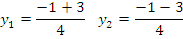 y₁ = (−1 + 3)/4   y₂ = (−1 − 3)/4